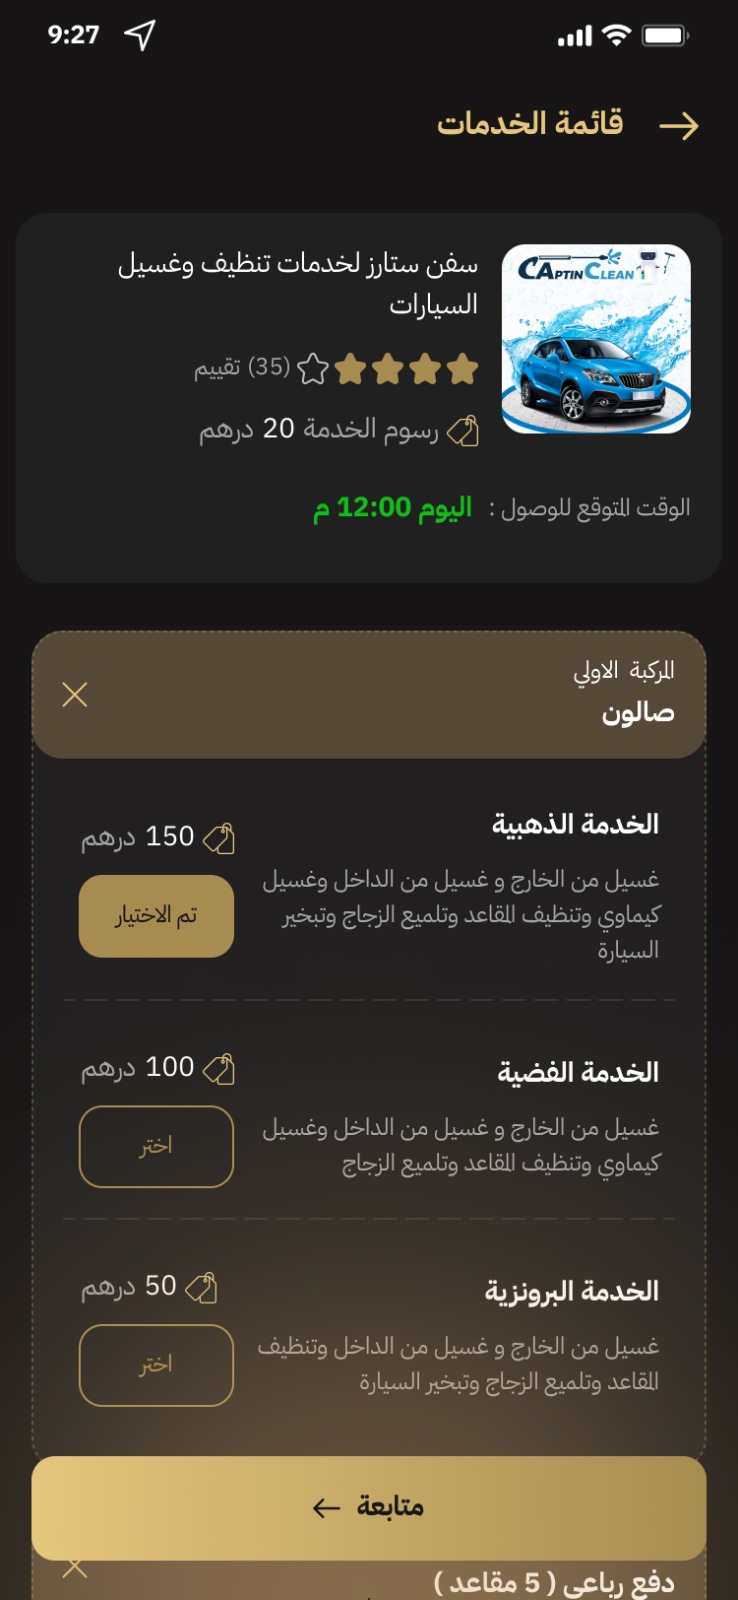 9:27
قائمة الخدمات
CAPTIN CLEAN
سفن ستارز لخدمات تنظيف وغسيل
السيارات
(35) تقييم
رسوم الخدمة 20 درهم
الوقت المتوقع للوصول : اليوم 12:00 م
المركبة الاولي
صالون
الخدمة الذهبية
150 درهم
غسيل من الخارج و غسيل من الداخل وغسيل
كيماوي وتنظيف المقاعد وتلميع الزجاج وتبخير
السيارة
تم الاختيار
الخدمة الفضية
100 درهم
غسيل من الخارج و غسيل من الداخل وغسيل
كيماوي وتنظيف المقاعد وتلميع الزجاج
اختر
الخدمة البرونزية
50 درهم
غسيل من الخارج و غسيل من الداخل وتنظيف
المقاعد وتلميع الزجاج وتبخير السيارة
اختر
متابعة
دفع رباعي ( 5 مقاعد )